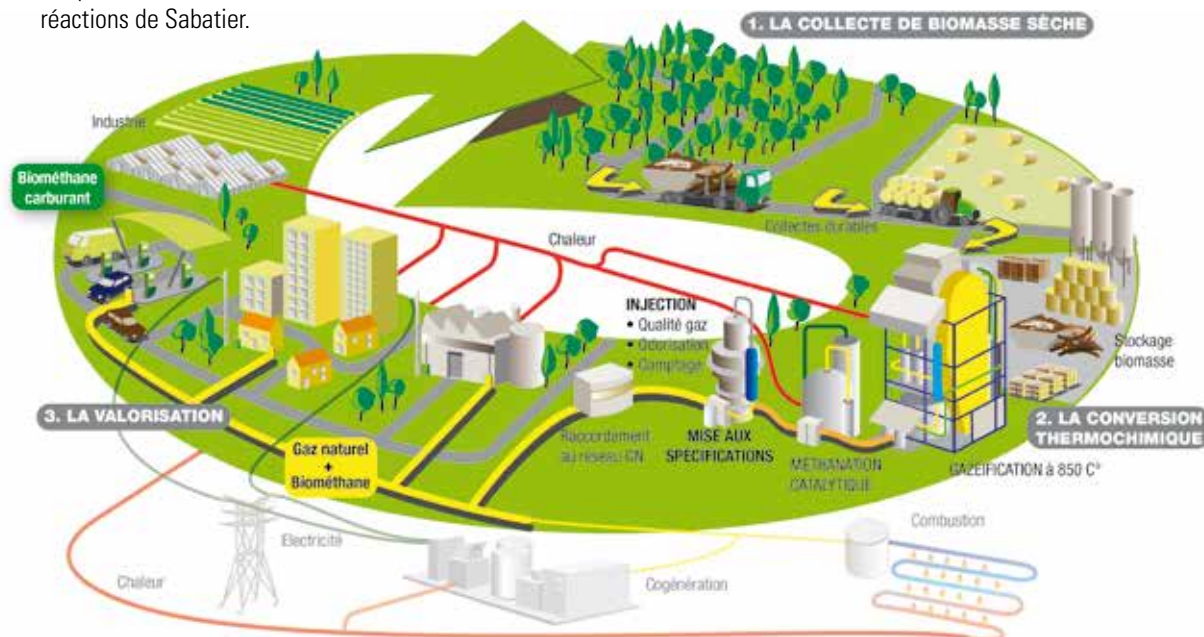 réactions de Sabatier.
1. LA COLLECTE DE BIOMASSE SÈCHE
Industrie
Biométhane
carburant
Chaleur
Collectes durables
INJECTION
• Qualité gaz
• Odorisation
• Comptage
Stockage
biomasse
3. LA VALORISATION
2. LA CONVERSION
THERMOCHIMIQUE
Raccordement
au réseau GN
MISE AUX
SPÉCIFICATIONS
MÉTHANATION
CATALYTIQUE
GAZÉIFICATION à 850 C°
Gaz naturel
+
Biométhane
Electricité
Combustion
Chaleur
Cogénération